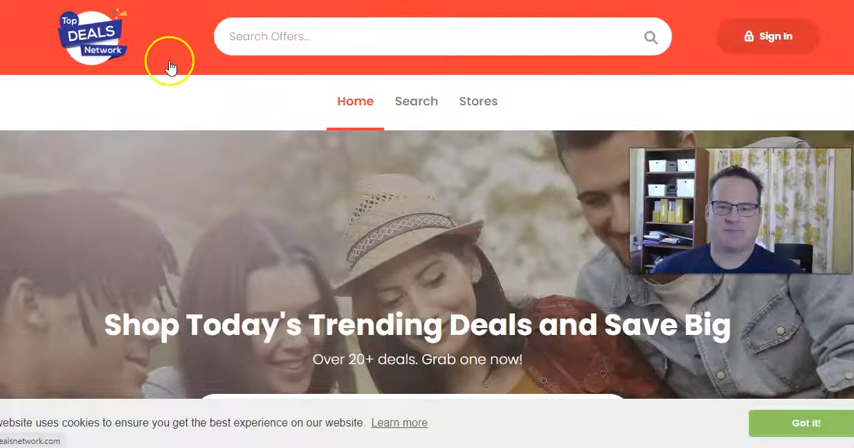 Top
DEALS
Network
Search Offers...
Sign In
Home
Search
Stores
Shop Today's Trending Deals and Save Big
Over 20+ deals. Grab one now!
website uses cookies to ensure you get the best experience on our website. Learn more
Got it!
ealsnetwork.com